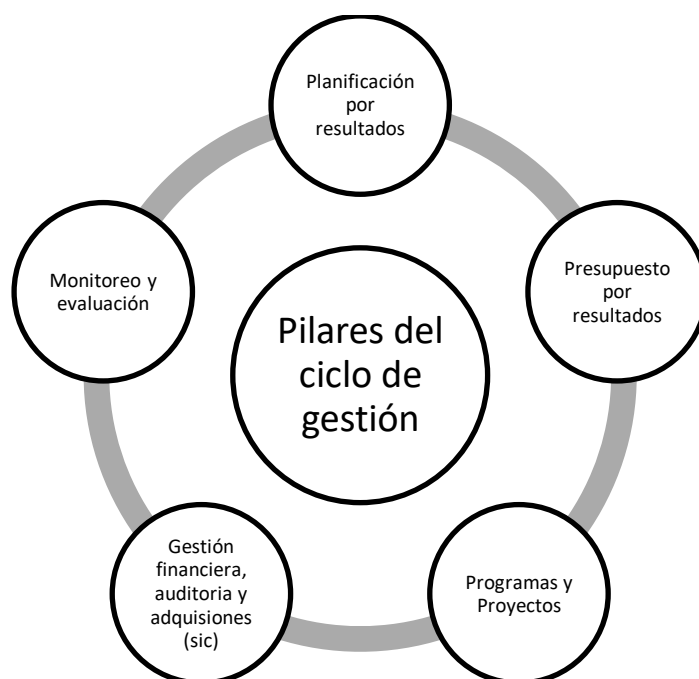 Planificación
por
resultados
Presupuesto
por
resultados
Programas y
Proyectos
Gestión
financiera,
auditoria y
adquisiones
(sic)
Monitoreo y
evaluación
Pilares del
ciclo de
gestión